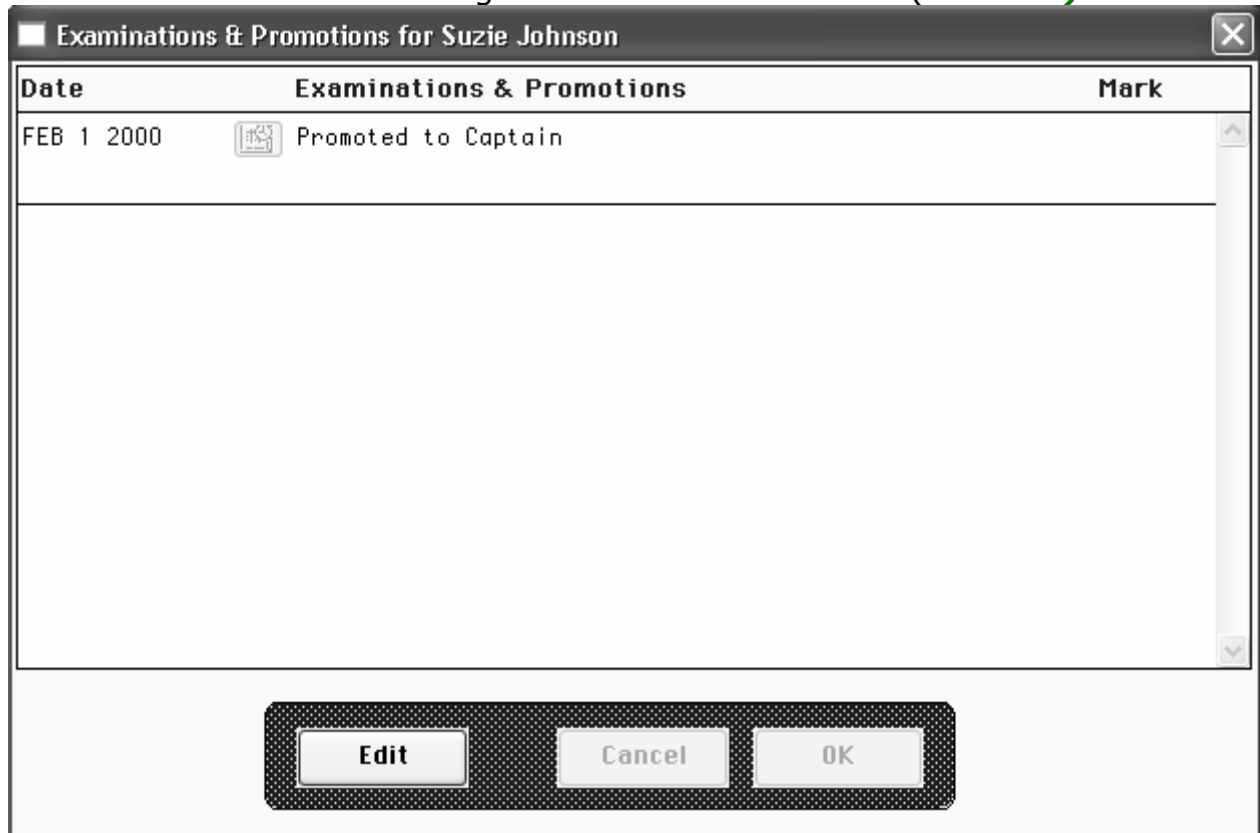 Examinations & Promotions for Suzie Johnson
Date Examinations & Promotions Mark
FEB 1 2000 Promoted to Captain
Edit Cancel OK